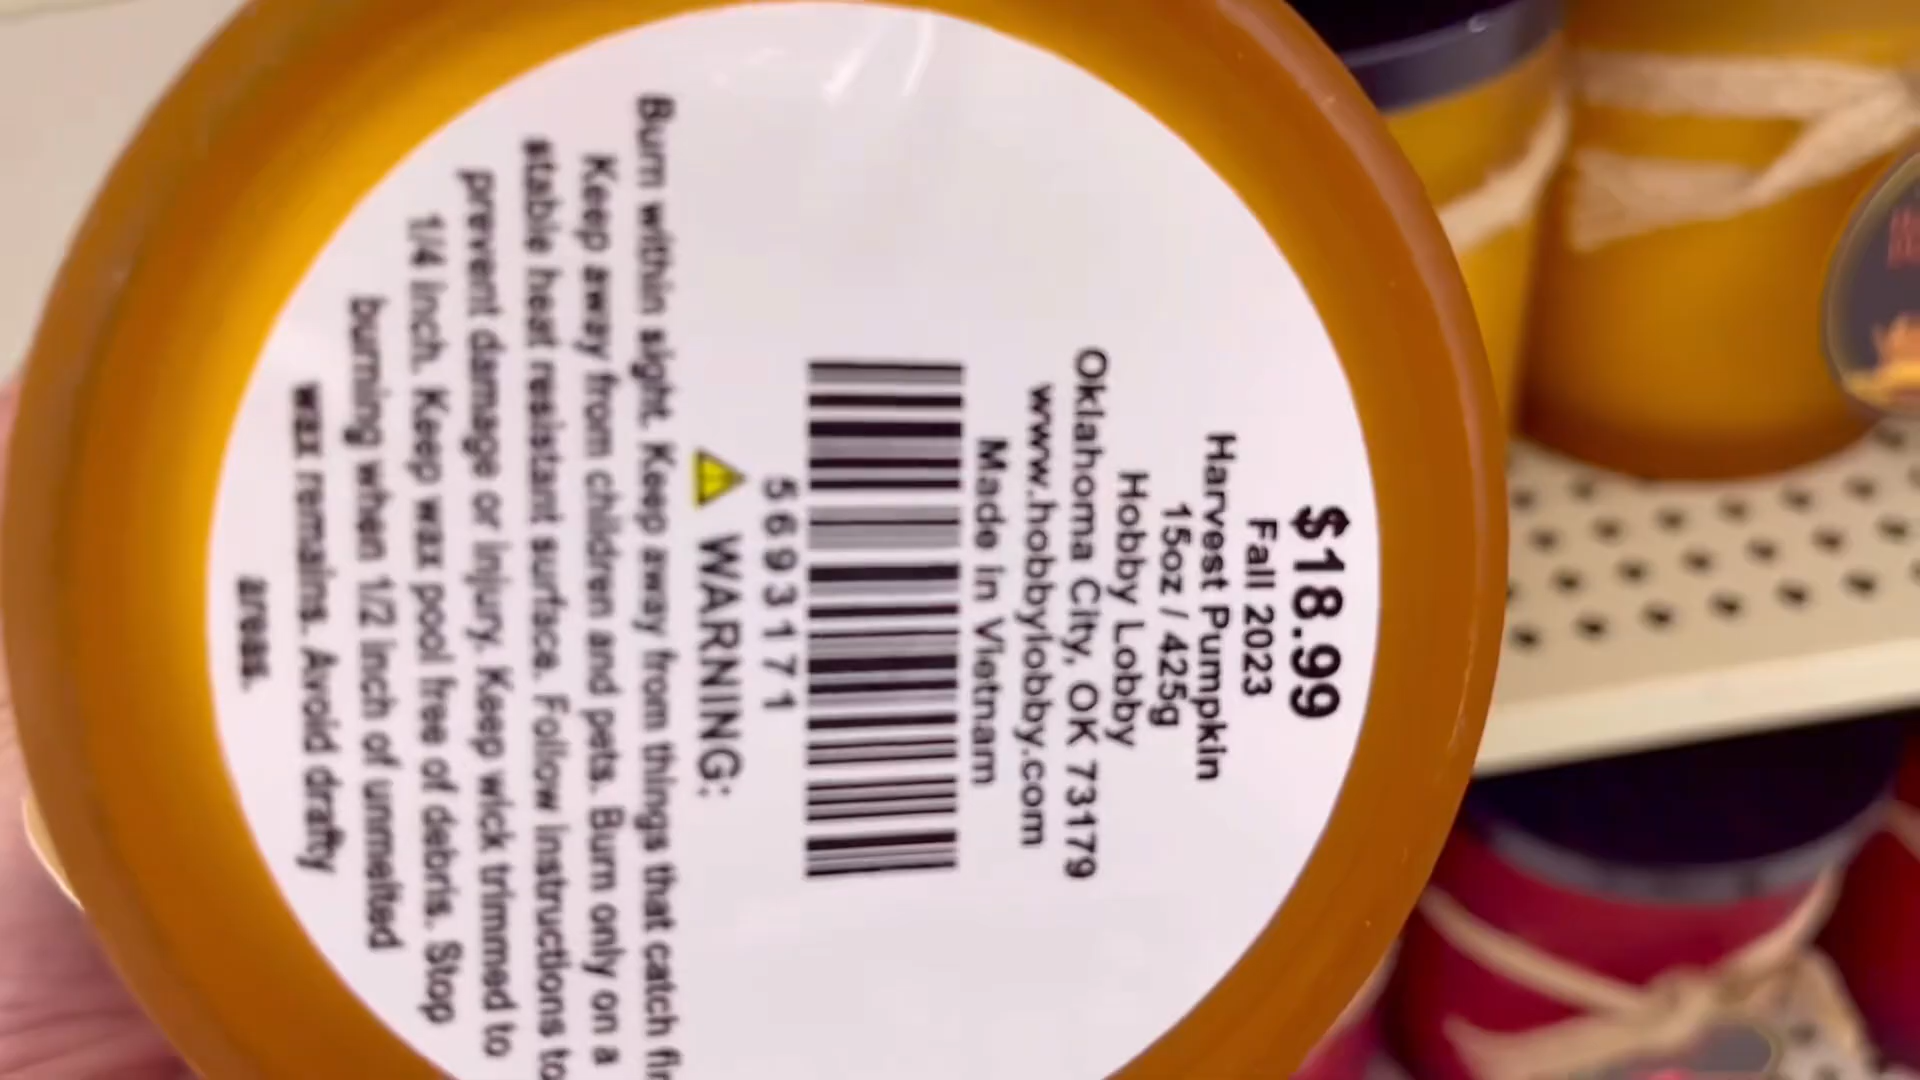 $18.99
Fall 2023
Harvest Pumpkin
15oz / 425g
Hobby Lobby
Oklahoma City, OK 73179
www.hobbylobby.com
Made in Vietnam
5693171
WARNING:
Burn within sight. Keep away from things that catch fir
Keep away from children and pets. Burn only on a
stable heat resistant surface. Follow instructions to
prevent damage or injury. Keep wick trimmed to
1/4 inch. Keep wax pool free of debris. Stop
burning when 1/2 inch of unmelted
wax remains. Avoid drafty
areas.